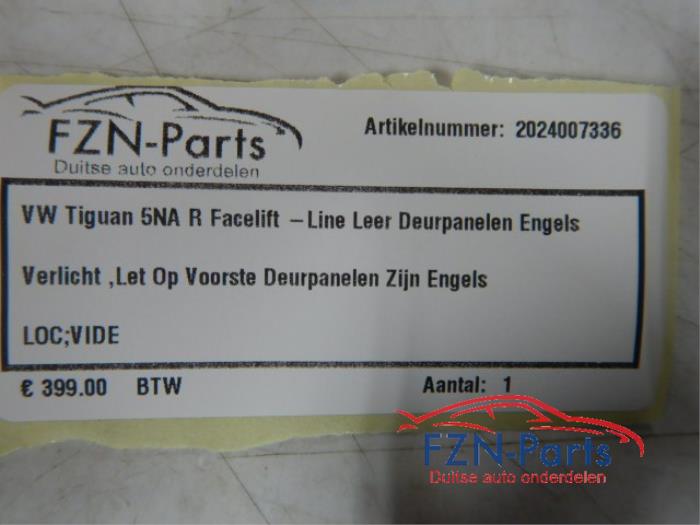 FZN-Parts
Duitse auto onderdelen
Artikelnummer: 2024007336
VW Tiguan 5NA R Facelift -Line Leer Deurpanelen Engels
Verlicht ,Let Op Voorste Deurpanelen Zijn Engels
LOC;VIDE
€ 399.00 BTW
Aantal: 1
FZN-Parts
Duitse auto onderdelen